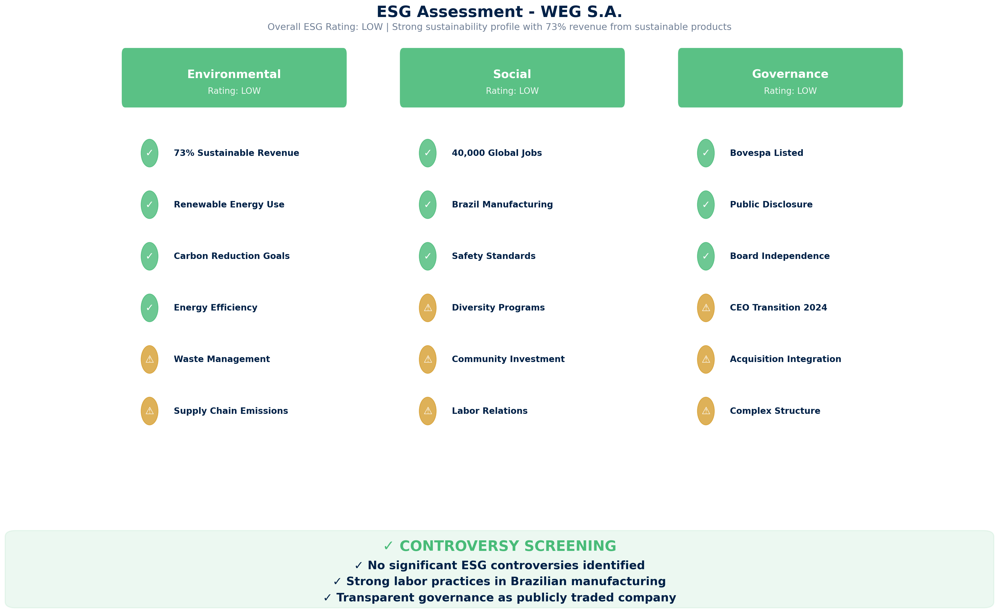 ESG Assessment - WEG S.A.
Overall ESG Rating: LOW | Strong sustainability profile with 73% revenue from sustainable products
Environmental
Rating: LOW
✓ 73% Sustainable Revenue
✓ Renewable Energy Use
✓ Carbon Reduction Goals
✓ Energy Efficiency
⚠ Waste Management
⚠ Supply Chain Emissions
Social
Rating: LOW
✓ 40,000 Global Jobs
✓ Brazil Manufacturing
✓ Safety Standards
⚠ Diversity Programs
⚠ Community Investment
⚠ Labor Relations
Governance
Rating: LOW
✓ Bovespa Listed
✓ Public Disclosure
✓ Board Independence
⚠ CEO Transition 2024
⚠ Acquisition Integration
⚠ Complex Structure
✓ CONTROVERSY SCREENING
✓ No significant ESG controversies identified
✓ Strong labor practices in Brazilian manufacturing
✓ Transparent governance as publicly traded company